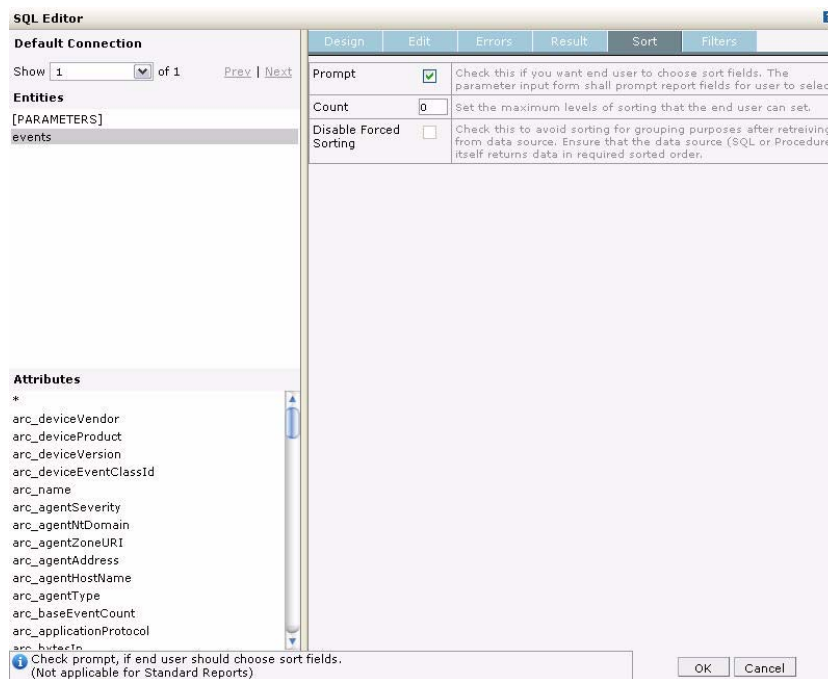 SQL Editor
Default Connection
Show 1 of 1 Prev | Next
Entities
[PARAMETERS]
events
Attributes
*
arc_deviceVendor
arc_deviceProduct
arc_deviceVersion
arc_deviceEventClassId
arc_name
arc_agentSeverity
arc_agentNtDomain
arc_agentZoneURI
arc_agentAddress
arc_agentHostName
arc_agentType
arc_baseEventCount
arc_applicationProtocol
arc_bytesIn
Design Edit Errors Result Sort Filters
Prompt
Check this if you want end user to choose sort fields. The
parameter input form shall prompt report fields for user to selec
Count 0 Set the maximum levels of sorting that the end user can set.
Disable Forced
Sorting
Check this to avoid sorting for grouping purposes after retreiving
from data source. Ensure that the data source (SQL or Procedure
itself returns data in required sorted order.
Check prompt, if end user should choose sort fields.
(Not applicable for Standard Reports)
OK Cancel